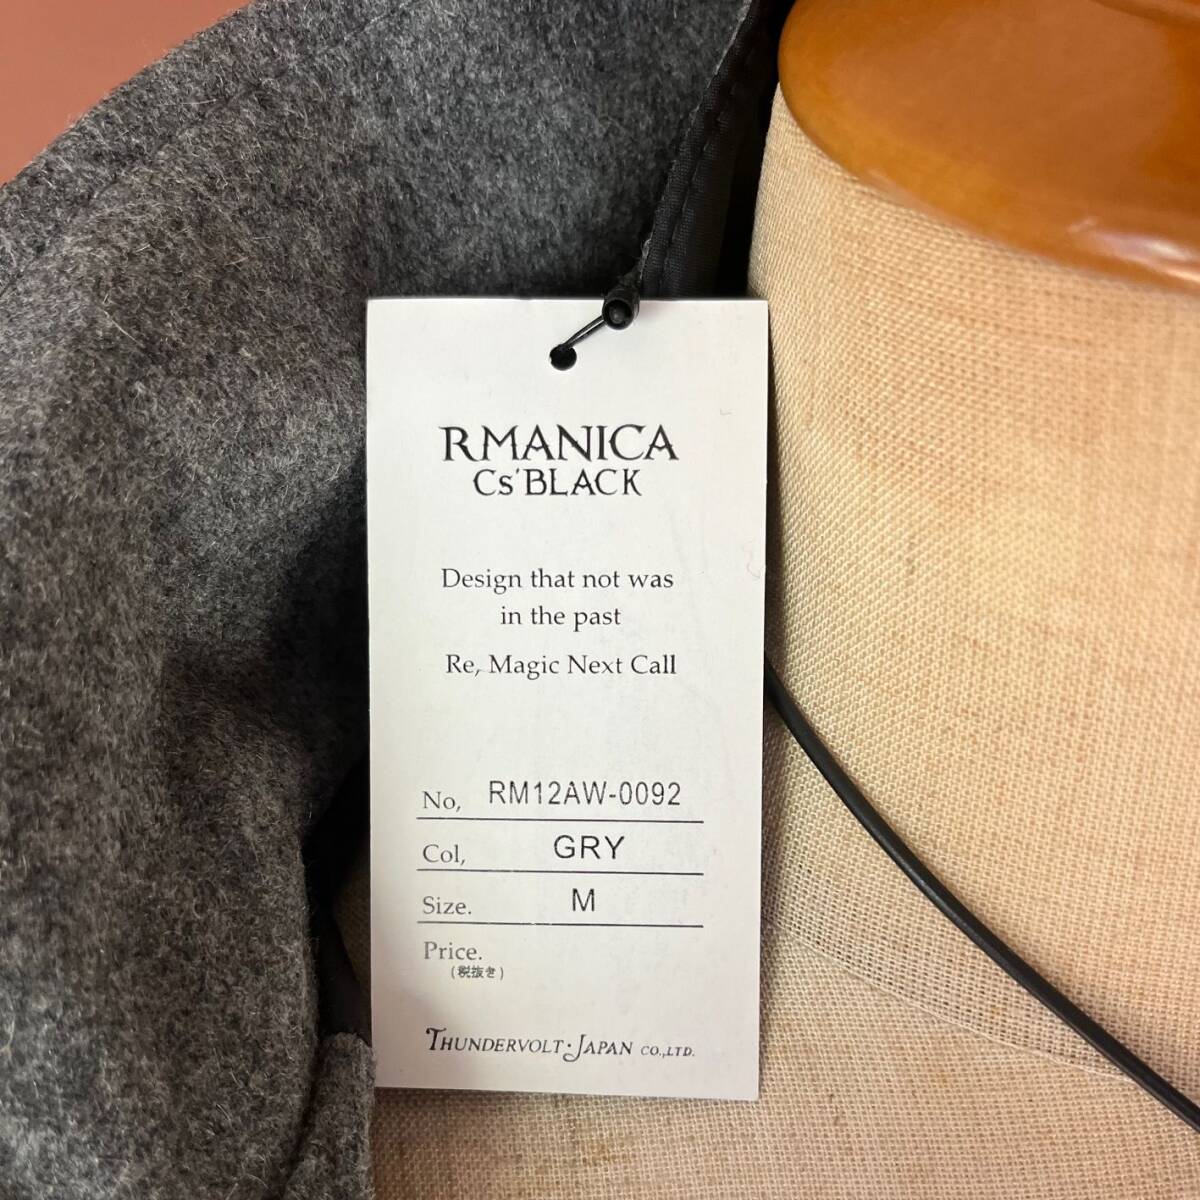 RMANICA
Cs'BLACK
Design that not was
in the past
Re, Magic Next Call
No, RM12AW-0092
Col, GRY
Size. M
Price.
(税抜き)
THUNDERVOLT・JAPAN CO.,LTD.